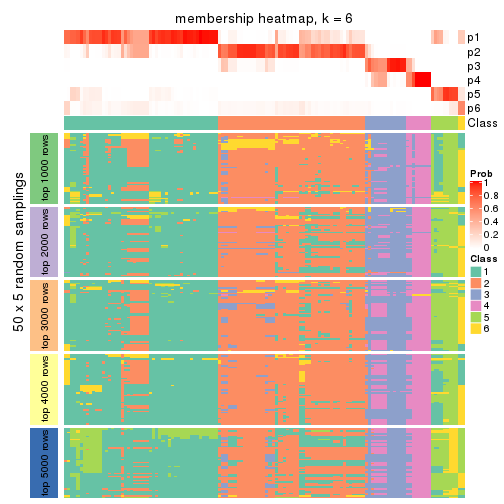 membership heatmap, k = 6
p1
p2
p3
p4
p5
p6
Class
50 x 5 random samplings
top 1000 rows
top 2000 rows
top 3000 rows
top 4000 rows
top 5000 rows
Prob
1
0.8
0.6
0.4
0.2
0
Class
1
2
3
4
5
6